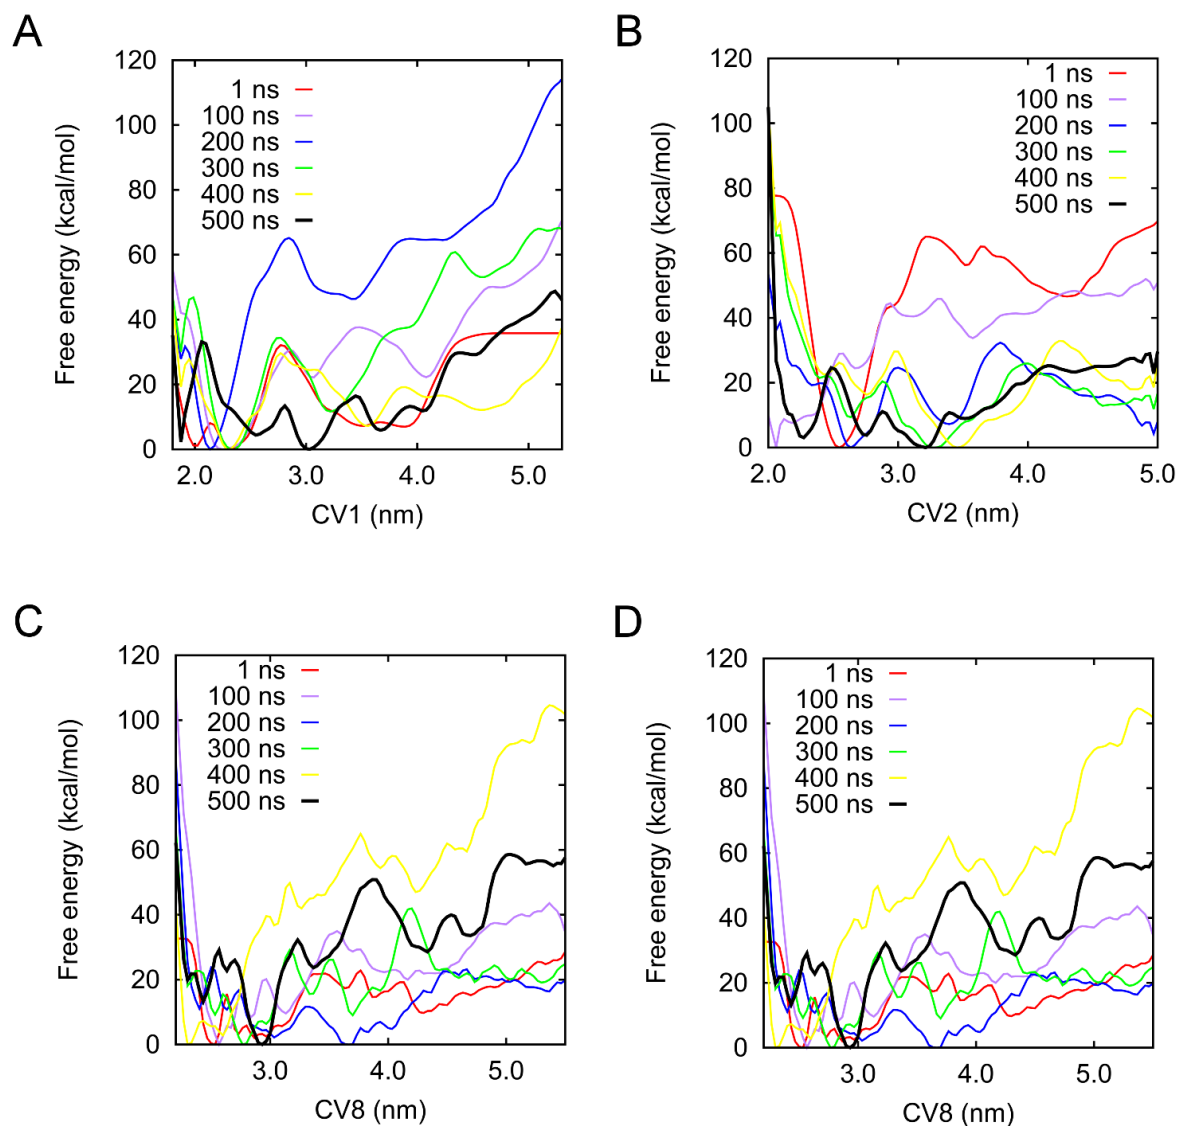 A
B
120
100
80
60
40
20
0
Free energy (kcal/mol)
1 ns
100 ns
200 ns
300 ns
400 ns
500 ns
2.0 3.0 4.0 5.0
CV1 (nm)
120
100
80
60
40
20
0
Free energy (kcal/mol)
1 ns
100 ns
200 ns
300 ns
400 ns
500 ns
2.0 3.0 4.0 5.0
CV2 (nm)
C
D
120
100
80
60
40
20
0
Free energy (kcal/mol)
1 ns
100 ns
200 ns
300 ns
400 ns
500 ns
3.0 4.0 5.0
CV8 (nm)
120
100
80
60
40
20
0
Free energy (kcal/mol)
1 ns
100 ns
200 ns
300 ns
400 ns
500 ns
3.0 4.0 5.0
CV8 (nm)